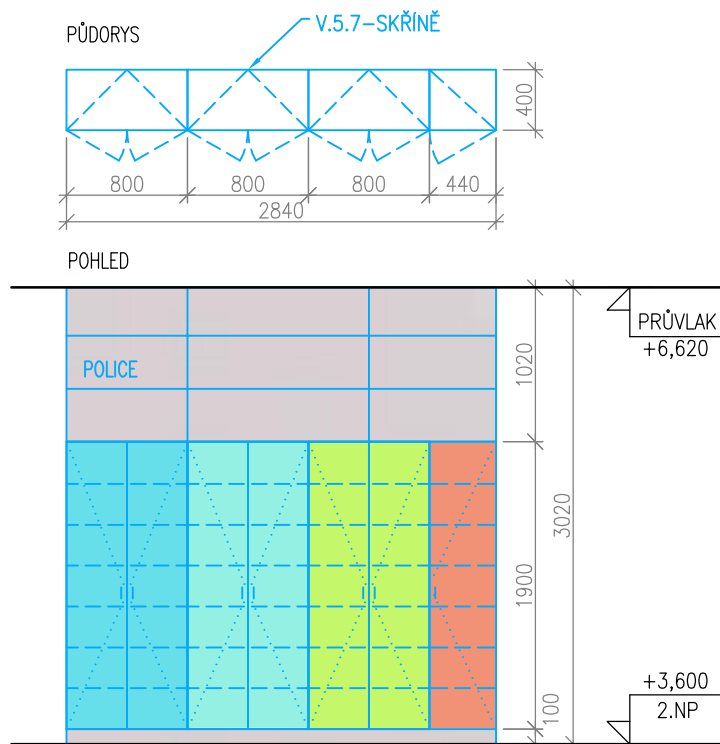 PŮDORYS
V.5.7-SKŘÍNĚ
400
800
800
800
440
2840
POHLED
PRŮVLAK
+6,620
POLICE
1020
3020
1900
+3,600
2.NP
100